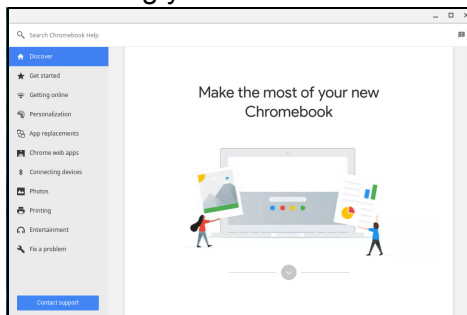 Search Chromebook Help
Discover
Get started
Getting online
Personalization
App replacements
Chrome web apps
Connecting devices
Photos
Printing
Entertainment
Fix a problem
Contact support
Make the most of your new
Chromebook